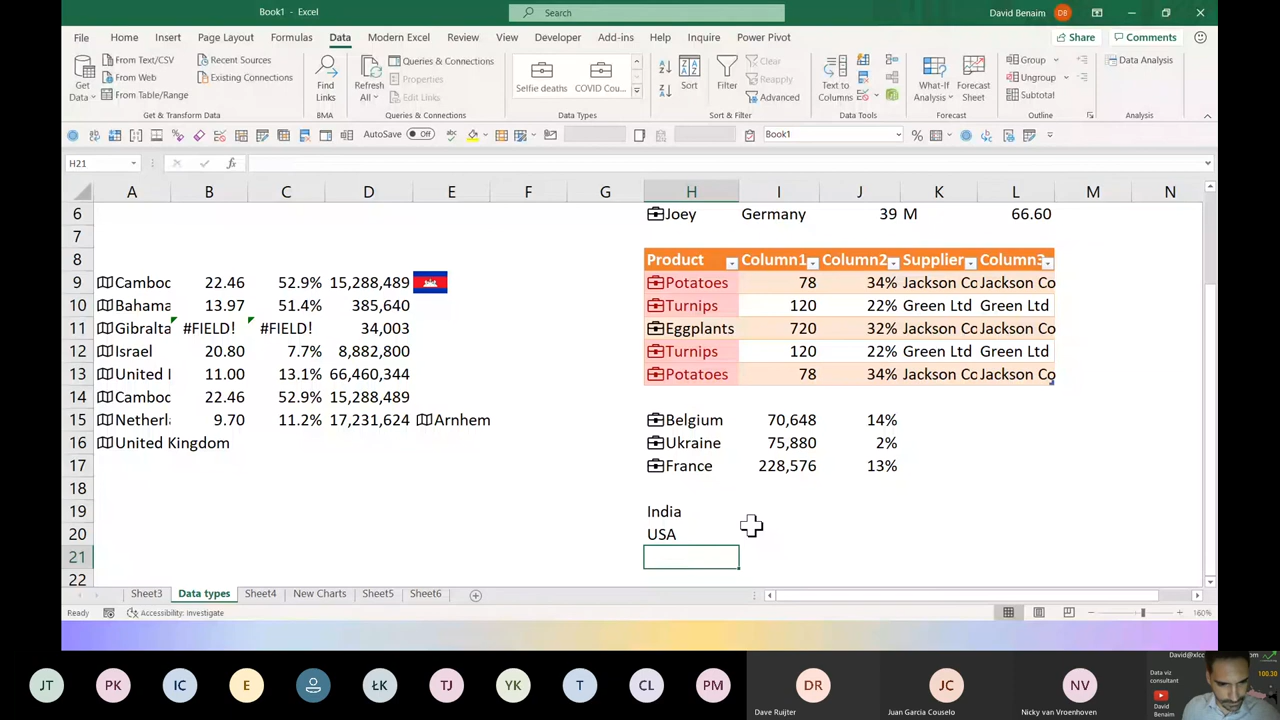 Book1 - Excel
Search
David Benaim DB
File Home Insert Page Layout Formulas Data Modern Excel Review View Developer Add-ins Help Inquire Power Pivot Share Comments
Get Data
From Text/CSV
From Web
From Table/Range
Recent Sources
Existing Connections
Get & Transform Data
Find Links
BMA
Refresh All
Queries & Connections
Properties
Edit Links
Queries & Connections
Selfie deaths COVID Cou...
Data Types
Sort
Filter
Clear
Reapply
Advanced
Sort & Filter
Text to Columns
Data Tools
What-If Analysis
Forecast Sheet
Forecast
Group
Ungroup
Subtotal
Outline
Data Analysis
Analysis
AutoSave Off Book1
H21 fx
A B C D E F G H I J K L M N
6 Joey Germany 39 M 66.60
7
8 Product Column1 Column2 Supplier Column3
9 Camboc 22.46 52.9% 15,288,489 Potatoes 78 34% Jackson Co Jackson Co
10 Bahama 13.97 51.4% 385,640 Turnips 120 22% Green Ltd Green Ltd
11 Gibralta #FIELD! #FIELD! 34,003 Eggplants 720 32% Jackson Co Jackson Co
12 Israel 20.80 7.7% 8,882,800 Turnips 120 22% Green Ltd Green Ltd
13 United 11.00 13.1% 66,460,344 Potatoes 78 34% Jackson Co Jackson Co
14 Camboc 22.46 52.9% 15,288,489
15 Netherl 9.70 11.2% 17,231,624 Arnhem Belgium 70,648 14%
16 United Kingdom Ukraine 75,880 2%
17 France 228,576 13%
18
19 India
20 USA
21
22
Sheet3 Data types Sheet4 New Charts Sheet5 Sheet6
Ready Accessibility: Investigate 160%
JT PK IC E ŁK TJ YK T CL PM DR JC NV
Dave Ruijter Juan Garcia Couselo Nicky van Vroenhoven
Data viz consultant
David Benaim
100.30